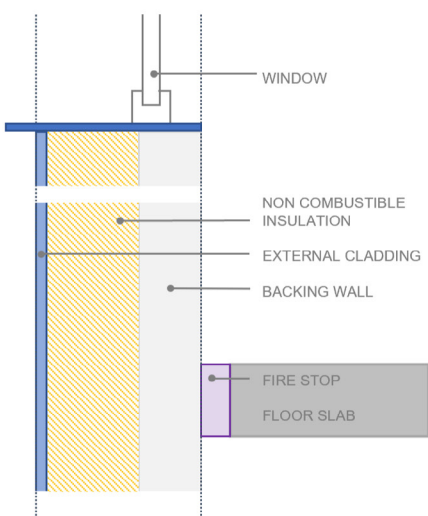 WINDOW
NON COMBUSTIBLE
INSULATION
EXTERNAL CLADDING
BACKING WALL
FIRE STOP
FLOOR SLAB